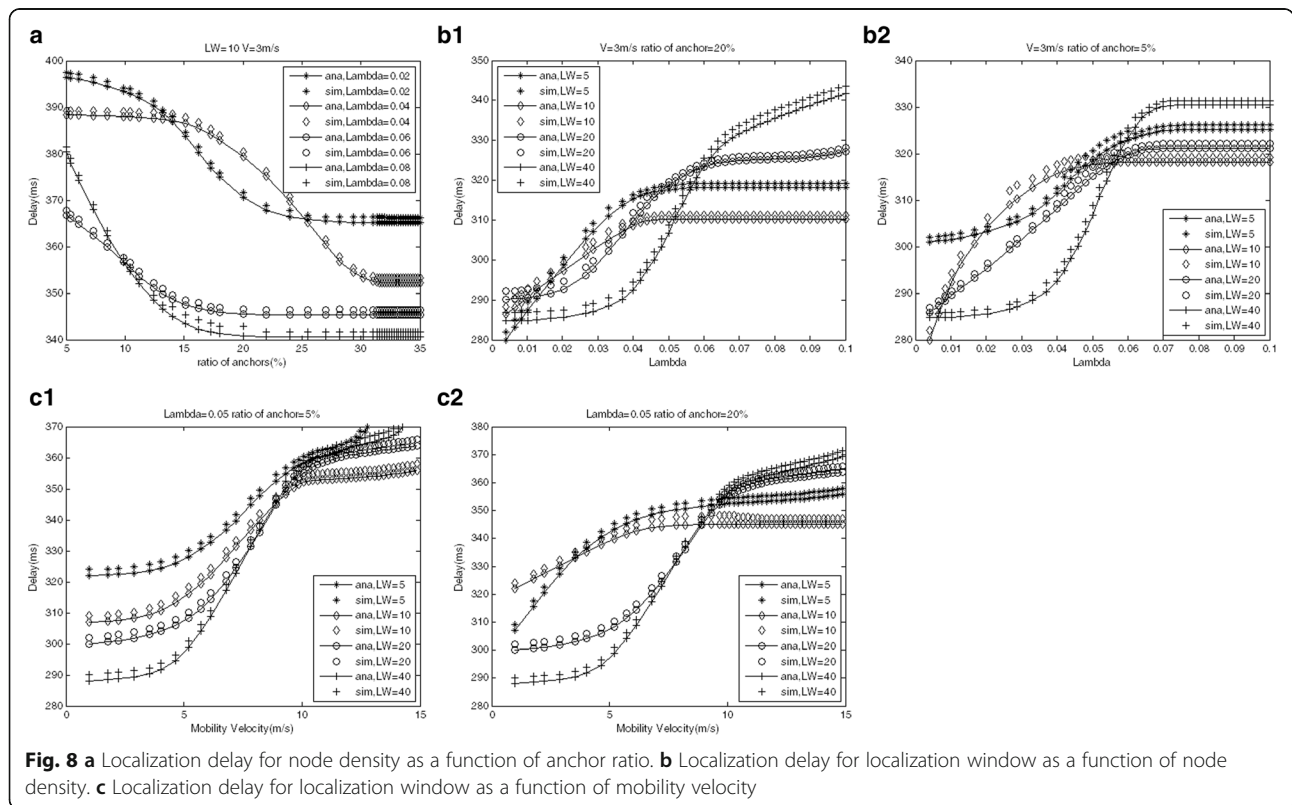 a
LW=10 V=3m/s
400
390
380
370
360
350
340
Delay(ms)
5
10
15
20
25
30
35
ratio of anchors(%)
ana,Lambda=0.02
sim,Lambda=0.02
ana,Lambda=0.04
sim,Lambda=0.04
ana,Lambda=0.06
sim,Lambda=0.06
ana,Lambda=0.08
sim,Lambda=0.08
b1
V=3m/s ratio of anchor=20%
350
340
330
320
310
300
290
280
Delay(ms)
0.01
0.02
0.03
0.04
0.05
0.06
0.07
0.08
0.09
0.1
Lambda
ana,LW=5
sim,LW=5
ana,LW=10
sim,LW=10
ana,LW=20
sim,LW=20
ana,LW=40
sim,LW=40
b2
V=3m/s ratio of anchor=5%
340
330
320
310
300
290
280
Delay(ms)
0.01
0.02
0.03
0.04
0.05
0.06
0.07
0.08
0.09
0.1
Lambda
ana,LW=5
sim,LW=5
ana,LW=10
sim,LW=10
ana,LW=20
sim,LW=20
ana,LW=40
sim,LW=40
c1
Lambda=0.05 ratio of anchor=5%
370
360
350
340
330
320
310
300
290
280
Delay(ms)
0
5
10
15
Mobility Velocity(m/s)
ana,LW=5
sim,LW=5
ana,LW=10
sim,LW=10
ana,LW=20
sim,LW=20
ana,LW=40
sim,LW=40
c2
Lambda=0.05 ratio of anchor=20%
400
380
360
340
320
300
280
Delay(ms)
0
5
10
15
Mobility Velocity(m/s)
ana,LW=5
sim,LW=5
ana,LW=10
sim,LW=10
ana,LW=20
sim,LW=20
ana,LW=40
sim,LW=40
Fig. 8 a Localization delay for node density as a function of anchor ratio. b Localization delay for localization window as a function of node
density. c Localization delay for localization window as a function of mobility velocity